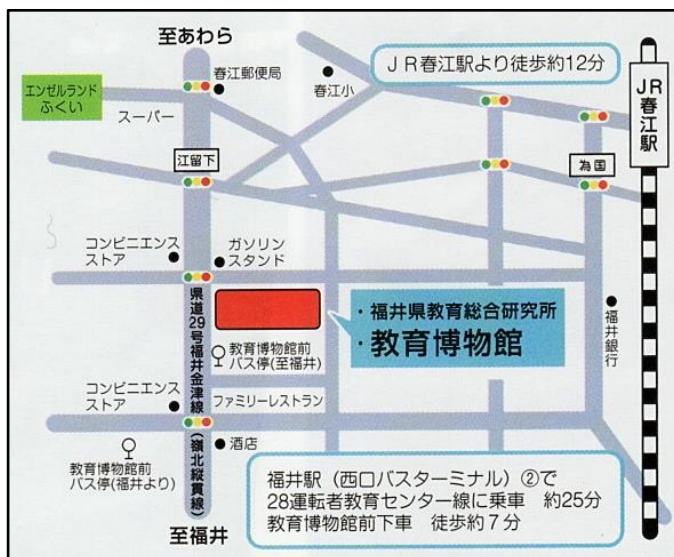 至あわら
春江郵便局
春江小
ＪＲ春江駅より徒歩約12分
ＪＲ春江駅
エンゼルランド
ふくい
スーパー
江留下
為国
コンビニエンス
ストア
ガソリン
スタンド
県道29号福井金津線(嶺北縦貫線)
・福井県教育総合研究所
・教育博物館
福井銀行
教育博物館前
バス停(至福井)
コンビニエンス
ストア
ファミリーレストラン
酒店
教育博物館前
バス停(福井より)
至福井
福井駅（西口バスターミナル）②で
28運転者教育センター線に乗車　約25分
教育博物館前下車　徒歩約７分